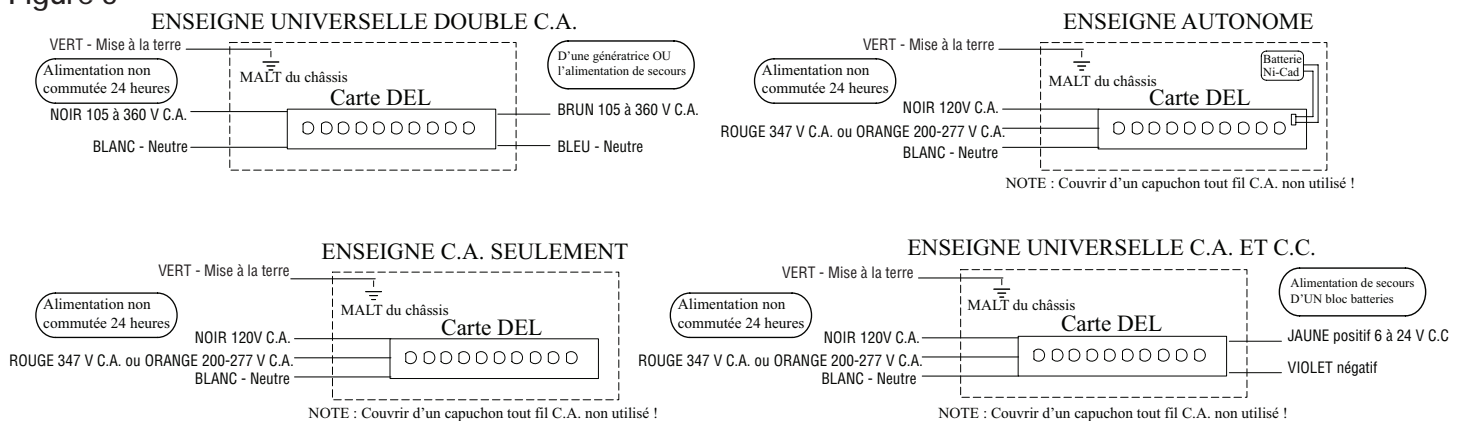 ENSEIGNE UNIVERSELLE DOUBLE C.A.
VERT - Mise à la terre
Alimentation non
commutée 24 heures
MALT du châssis
D'une génératrice OU
l'alimentation de secours
Carte DEL
NOIR 105 à 360 V C.A.
BRUN 105 à 360 V C.A.
BLANC - Neutre
BLEU - Neutre
ENSEIGNE AUTONOME
VERT - Mise à la terre
Alimentation non
commutée 24 heures
MALT du châssis
Batterie
Ni-Cad
Carte DEL
NOIR 120V C.A.
ROUGE 347 V C.A. ou ORANGE 200-277 V C.A.
BLANC - Neutre
NOTE : Couvrir d'un capuchon tout fil C.A. non utilisé !
ENSEIGNE C.A. SEULEMENT
VERT - Mise à la terre
Alimentation non
commutée 24 heures
MALT du châssis
Carte DEL
NOIR 120V C.A.
ROUGE 347 V C.A. ou ORANGE 200-277 V C.A.
BLANC - Neutre
NOTE : Couvrir d'un capuchon tout fil C.A. non utilisé !
ENSEIGNE UNIVERSELLE C.A. ET C.C.
VERT - Mise à la terre
Alimentation non
commutée 24 heures
MALT du châssis
Alimentation de secours
D'UN bloc batteries
Carte DEL
NOIR 120V C.A.
JAUNE positif 6 à 24 V C.C
ROUGE 347 V C.A. ou ORANGE 200-277 V C.A.
VIOLET négatif
BLANC - Neutre
NOTE : Couvrir d'un capuchon tout fil C.A. non utilisé !